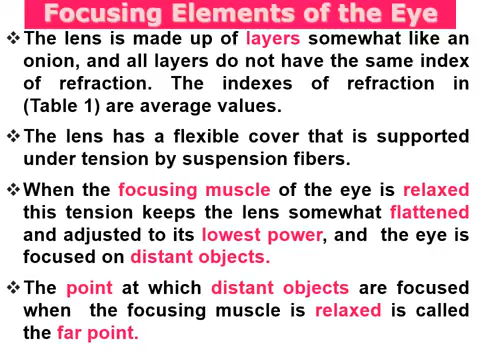 Focusing Elements of the Eye
❖The lens is made up of layers somewhat like an
onion, and all layers do not have the same index
of refraction. The indexes of refraction in
(Table 1) are average values.
❖The lens has a flexible cover that is supported
under tension by suspension fibers.
❖When the focusing muscle of the eye is relaxed
this tension keeps the lens somewhat flattened
and adjusted to its lowest power, and the eye is
focused on distant objects.
❖The point at which distant objects are focused
when the focusing muscle is relaxed is called
the far point.